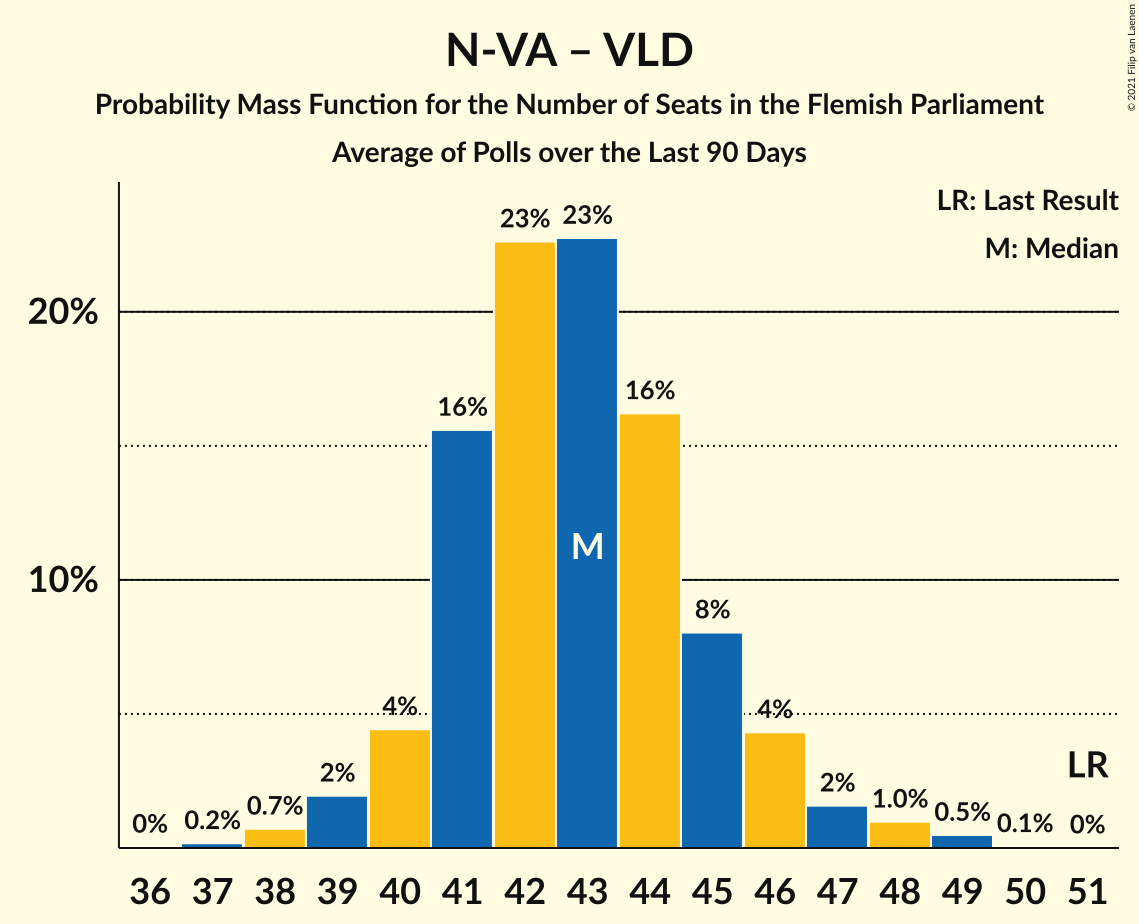 N-VA – VLD
Probability Mass Function for the Number of Seats in the Flemish Parliament
Average of Polls over the Last 90 Days
© 2021 Filip van Laenen
LR: Last Result
M: Median
20%
10%
0% 0.2% 0.7% 2% 4% 16% 23% 23% 16% 8% 4% 2% 1.0% 0.5% 0.1% 0%
M
LR
36 37 38 39 40 41 42 43 44 45 46 47 48 49 50 51